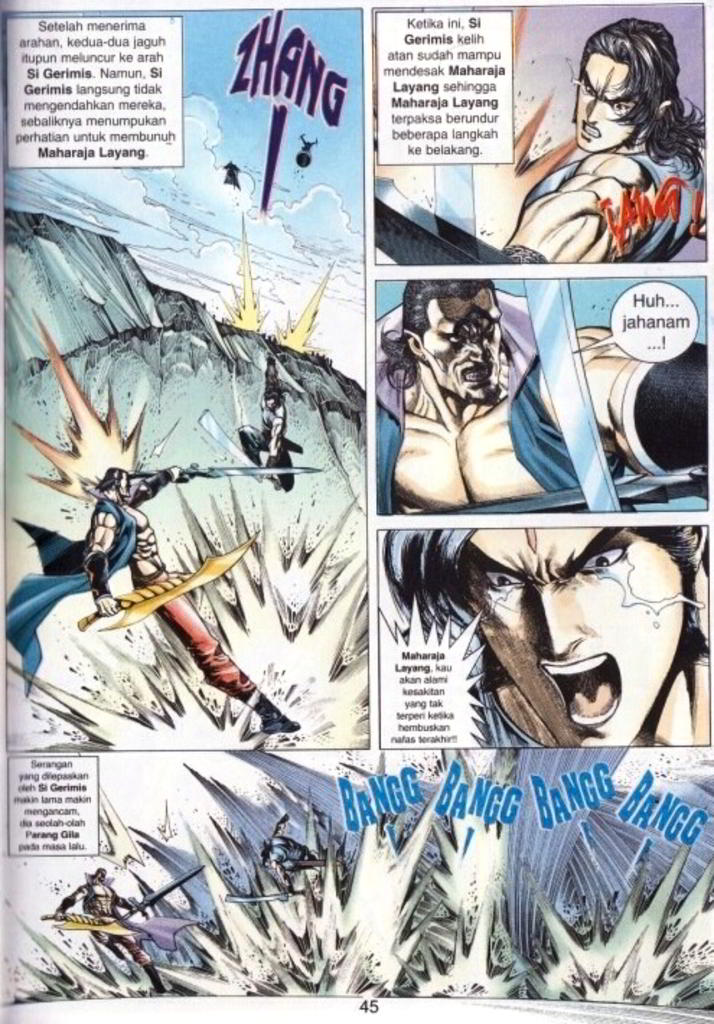 Setelah menerima
arahan, kedua-dua jaguh
itupun meluncur ke arah
Si Gerimis. Namun, Si
Gerimis langsung tidak
mengendahkan mereka,
sebaliknya menumpukan
perhatian untuk membunuh
Maharaja Layang.
ZHANG
!
Ketika ini, Si
Gerimis kelih
atan sudah mampu
mendesak Maharaja
Layang sehingga
Maharaja Layang
terpaksa berundur
beberapa langkah
ke belakang.
Huh...
jahanam
...!
Maharaja
Layang, kau
akan alami
kesakitan
yang tak
terperi ketika
hembuskan
nafas terakhir!!
Serangan
yang dilepaskan
oleh Si Gerimis
makin lama makin
mengancam,
dia seolah-olah
Parang Gila
pada masa lalu.
BANGG BANGG BANGG BANGG
! ! ! !
45